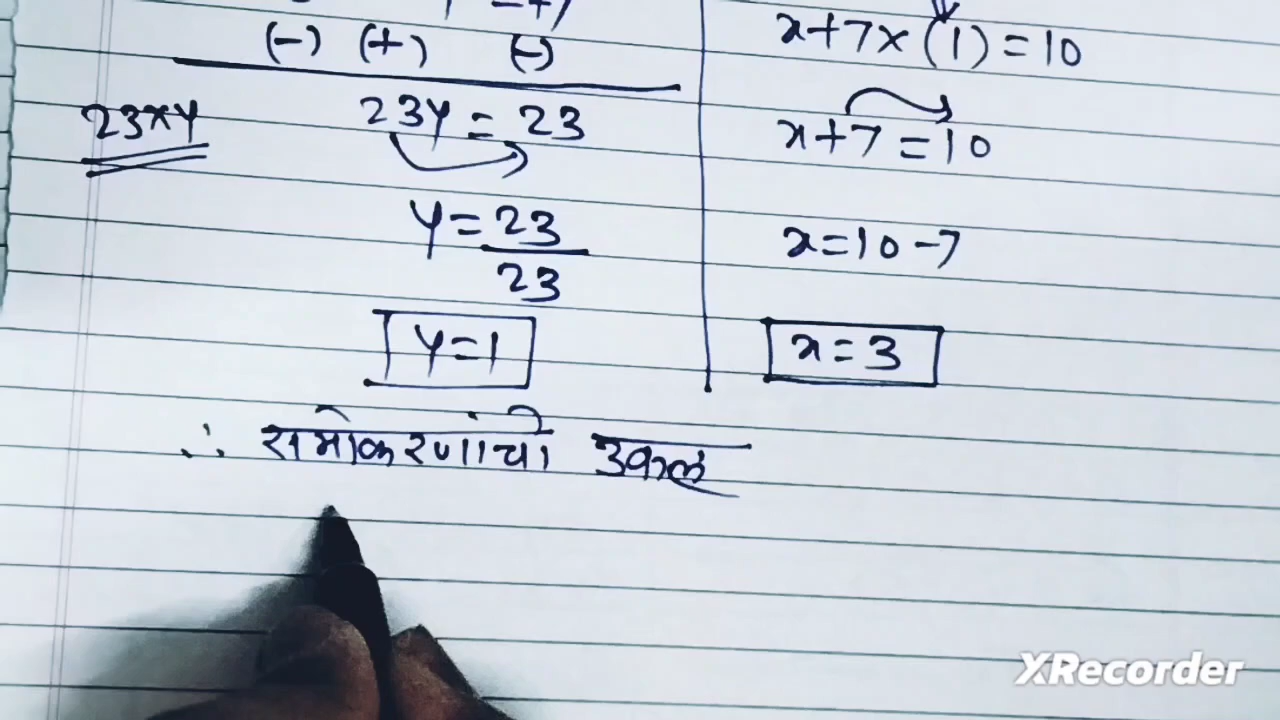 (-) (+) (-)
23y = 23
23xy
y = 23
23
y = 1
x+7x (1) = 10
x+7 = 10
x = 10 - 7
x = 3
∴ समीकरणांची उकल
XRecorder